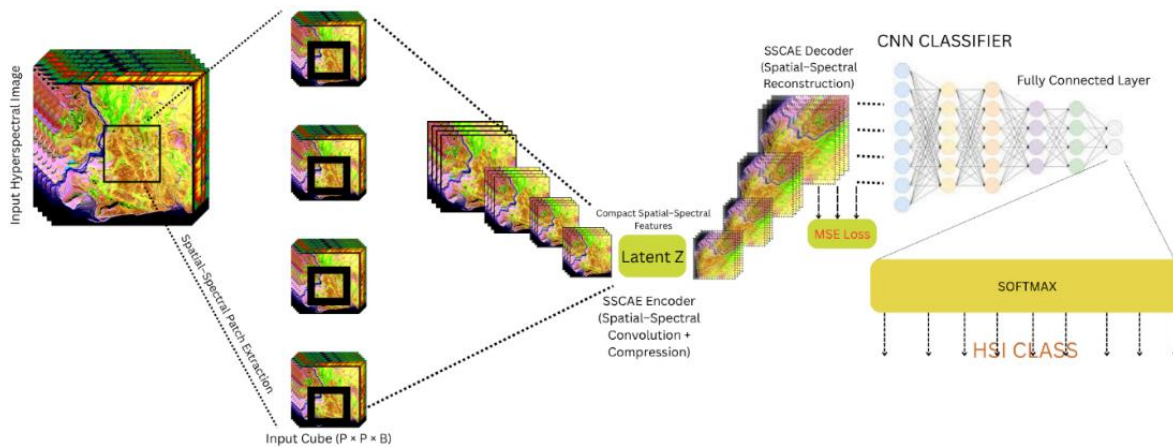 Input Hyperspectral Image
Spatial-Spectral Patch Extraction
Input Cube (P × P × B)
Compact Spatial-Spectral
Features
Latent Z
SSCAE Encoder
(Spatial-Spectral
Convolution +
Compression)
SSCAE Decoder
(Spatial-Spectral
Reconstruction)
MSE Loss
CNN CLASSIFIER
Fully Connected Layer
SOFTMAX
HSI CLASS